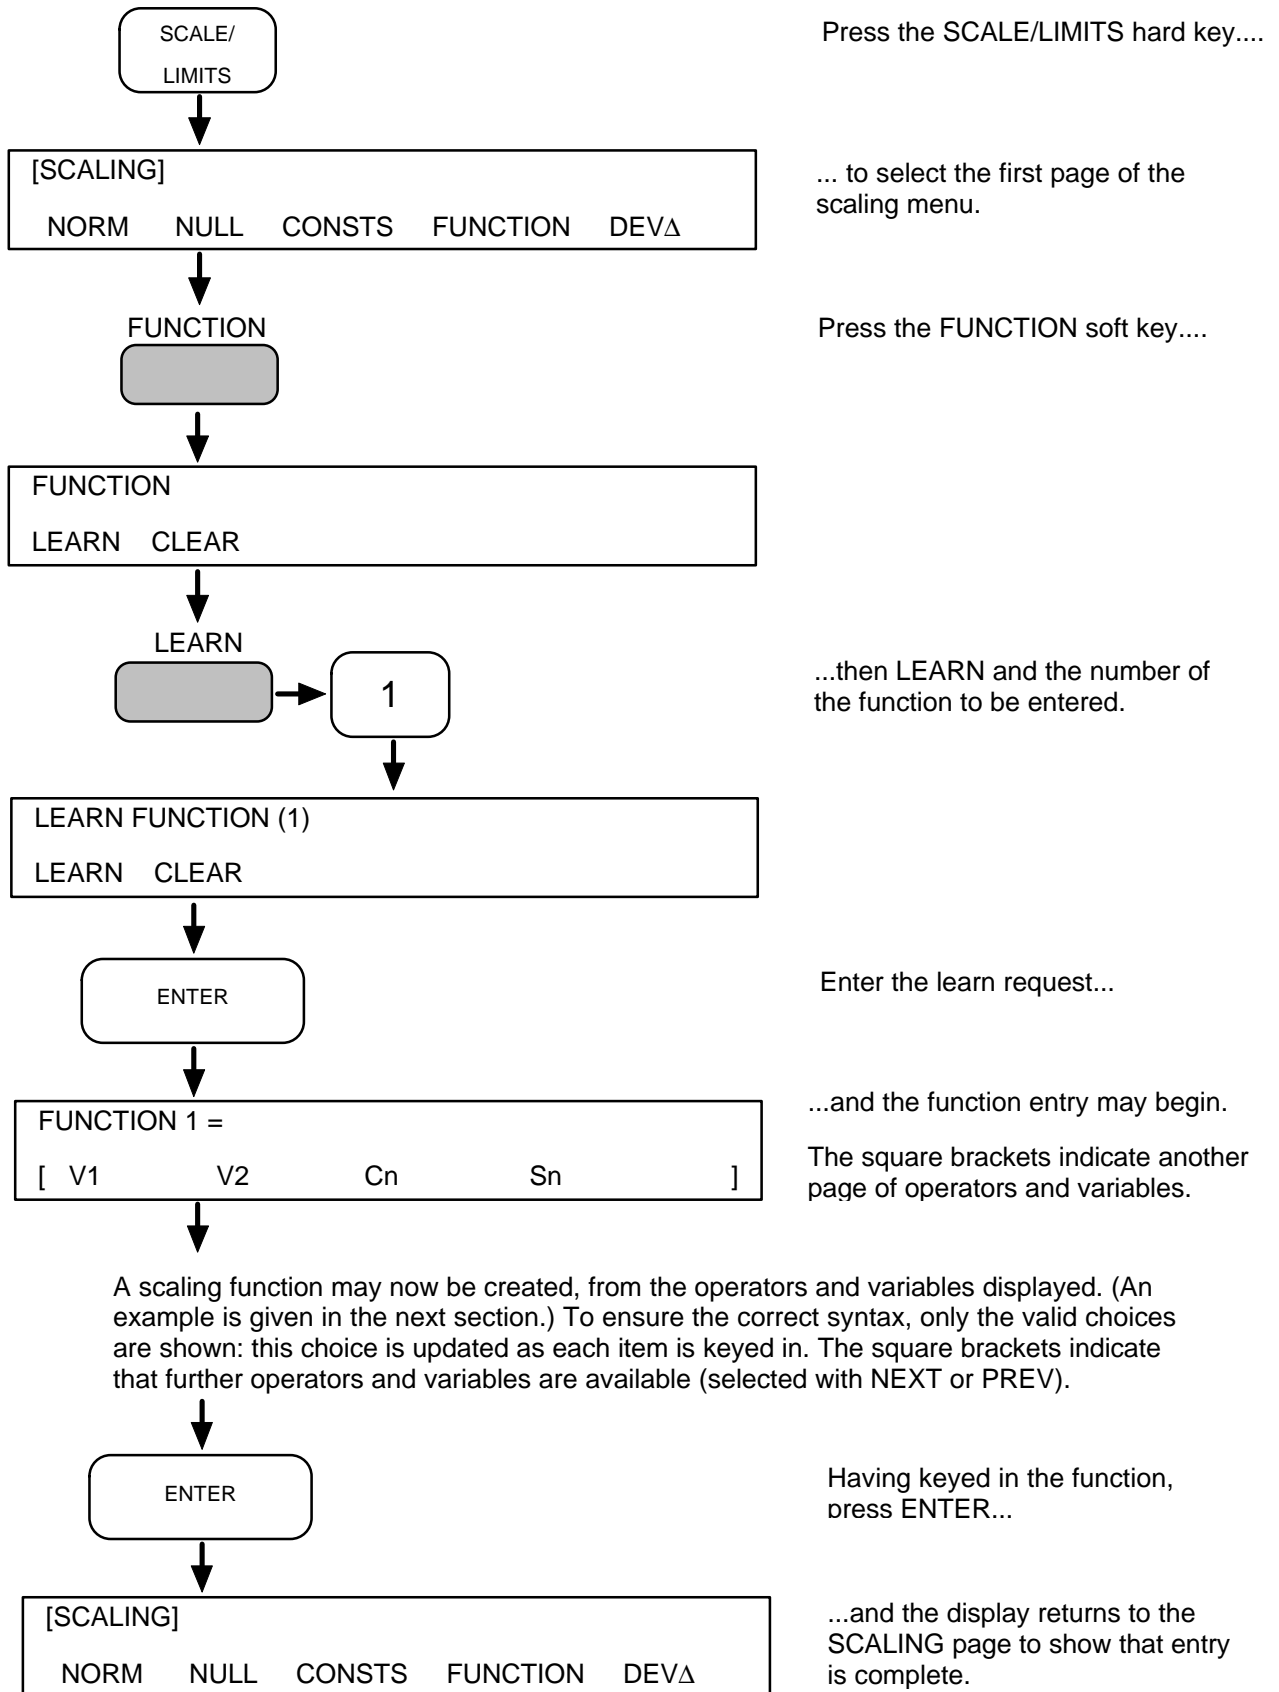 SCALE/
LIMITS
Press the SCALE/LIMITS hard key....
[SCALING]
NORM NULL CONSTS FUNCTION DEV∆
... to select the first page of the
scaling menu.
FUNCTION
Press the FUNCTION soft key....
FUNCTION
LEARN CLEAR
LEARN
1
...then LEARN and the number of
the function to be entered.
LEARN FUNCTION (1)
LEARN CLEAR
ENTER
Enter the learn request...
FUNCTION 1 =
[ V1 V2 Cn Sn ]
...and the function entry may begin.
The square brackets indicate another
page of operators and variables.
A scaling function may now be created, from the operators and variables displayed. (An
example is given in the next section.) To ensure the correct syntax, only the valid choices
are shown: this choice is updated as each item is keyed in. The square brackets indicate
that further operators and variables are available (selected with NEXT or PREV).
ENTER
Having keyed in the function,
press ENTER...
[SCALING]
NORM NULL CONSTS FUNCTION DEV∆
...and the display returns to the
SCALING page to show that entry
is complete.